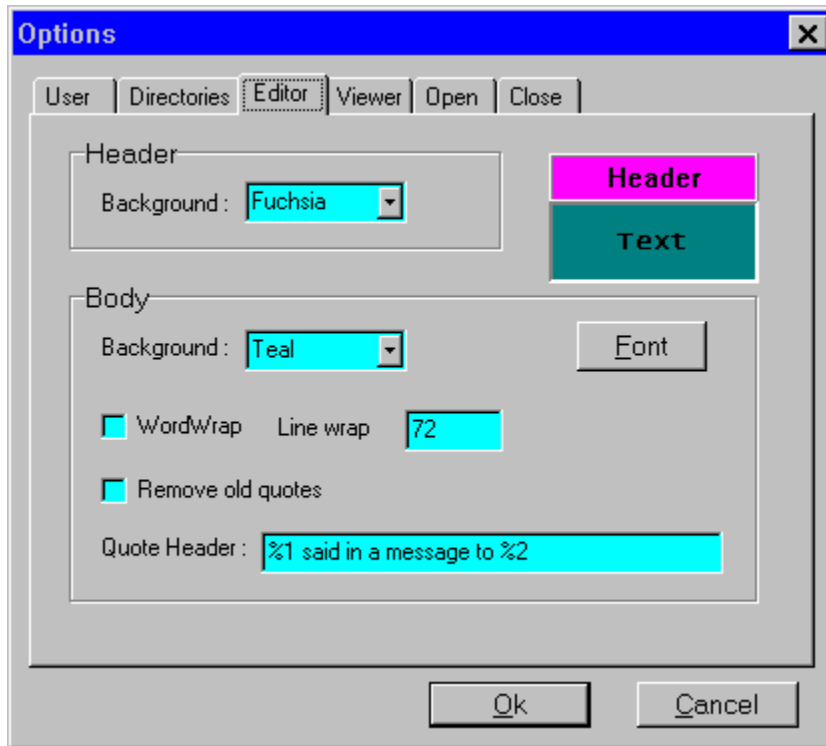 Options
User Directories Editor Viewer Open Close
Header
Background : Fuchsia
Header
Text
Body
Background : Teal
Font
WordWrap Line wrap 72
Remove old quotes
Quote Header : %1 said in a message to %2
Ok Cancel